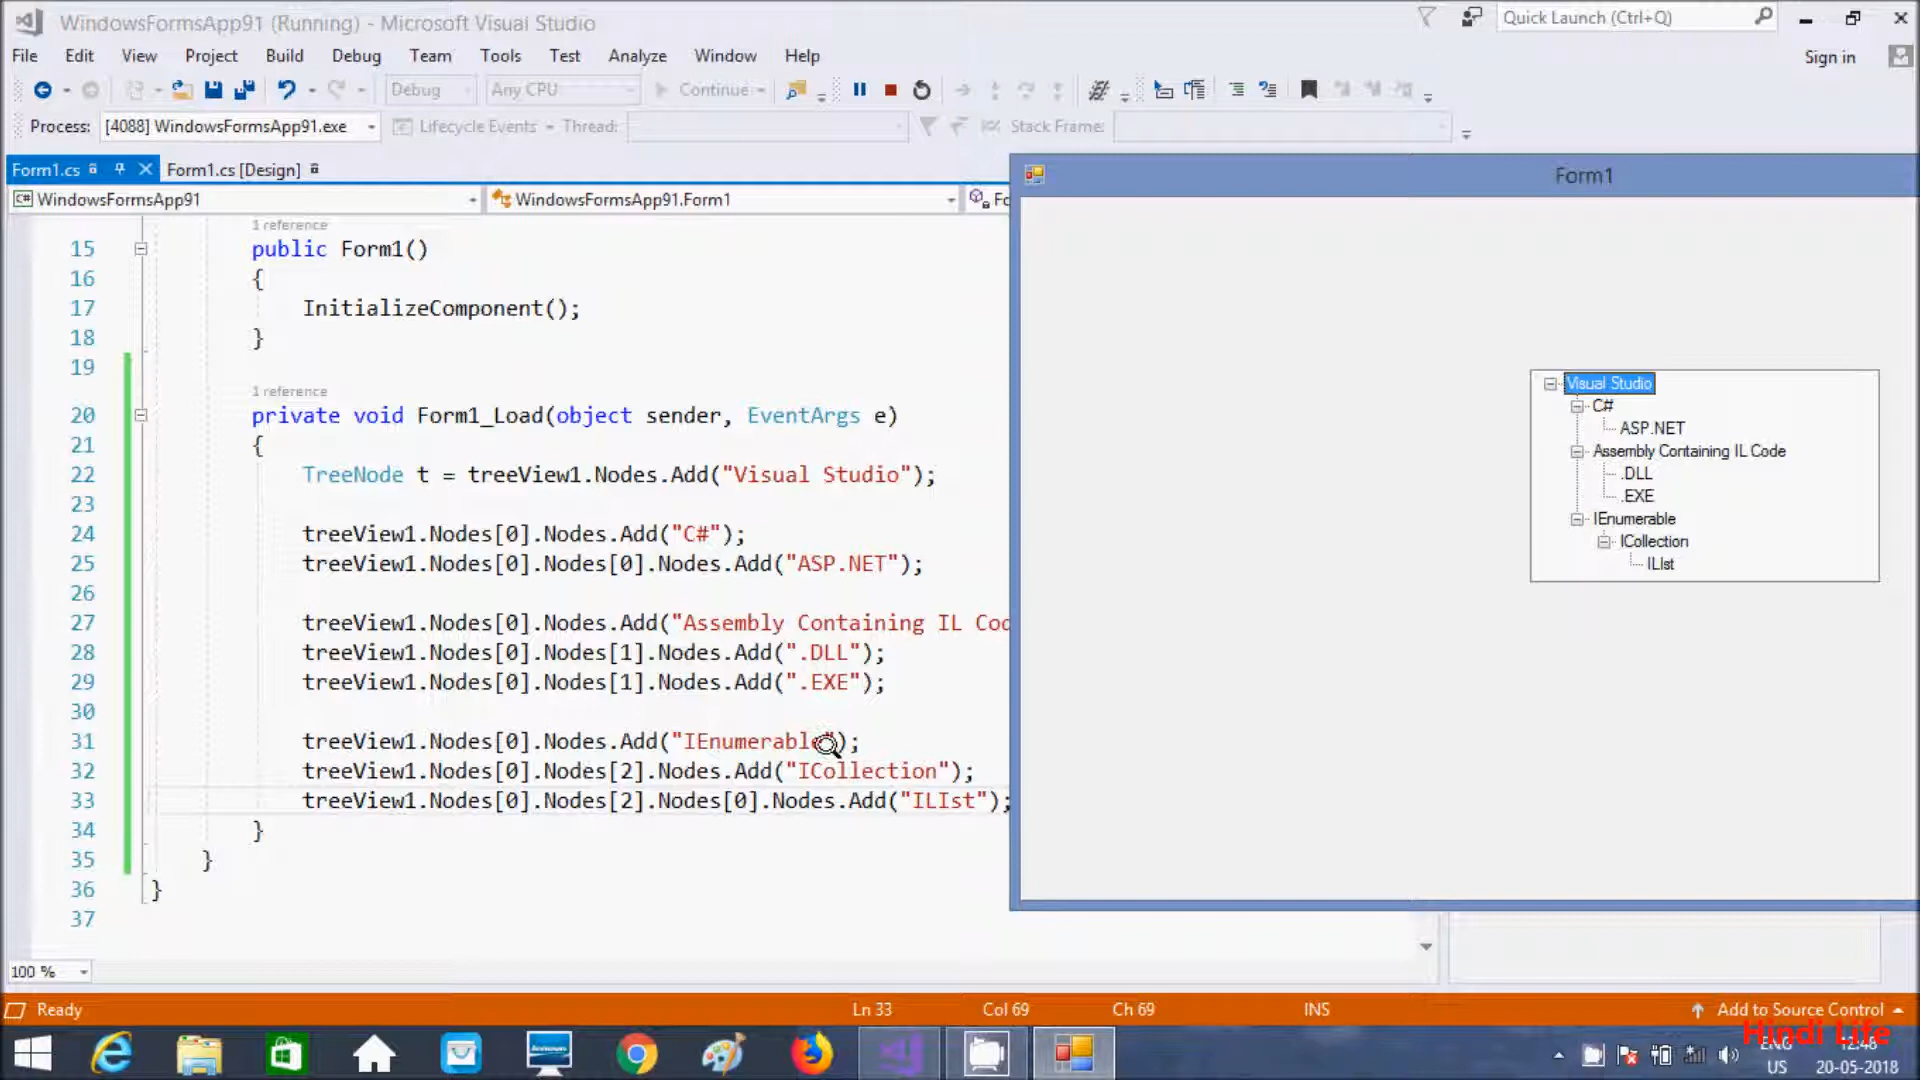 WindowsFormsApp91 (Running) - Microsoft Visual Studio
Quick Launch (Ctrl+Q)
File Edit View Project Build Debug Team Tools Test Analyze Window Help
Sign in
Debug Any CPU Continue
Process: [4088] WindowsFormsApp91.exe Lifecycle Events Thread: Stack Frame:
Form1.cs Form1.cs [Design]
C# WindowsFormsApp91 WindowsFormsApp91.Form1 Fo
Form1
1 reference
15 public Form1()
16 {
17 InitializeComponent();
18 }
19
1 reference
20 private void Form1_Load(object sender, EventArgs e)
21 {
22 TreeNode t = treeView1.Nodes.Add("Visual Studio");
23
24 treeView1.Nodes[0].Nodes.Add("C#");
25 treeView1.Nodes[0].Nodes[0].Nodes.Add("ASP.NET");
26
27 treeView1.Nodes[0].Nodes.Add("Assembly Containing IL Cod
28 treeView1.Nodes[0].Nodes[1].Nodes.Add(".DLL");
29 treeView1.Nodes[0].Nodes[1].Nodes.Add(".EXE");
30
31 treeView1.Nodes[0].Nodes.Add("IEnumerable");
32 treeView1.Nodes[0].Nodes[2].Nodes.Add("ICollection");
33 treeView1.Nodes[0].Nodes[2].Nodes[0].Nodes.Add("ILIst");
34 }
35 }
36 }
37
Visual Studio
C#
ASP.NET
Assembly Containing IL Code
.DLL
.EXE
IEnumerable
ICollection
ILIst
100 %
Ready Ln 33 Col 69 Ch 69 INS Add to Source Control
Hindi Life
ENG 12:48
US 20-05-2018